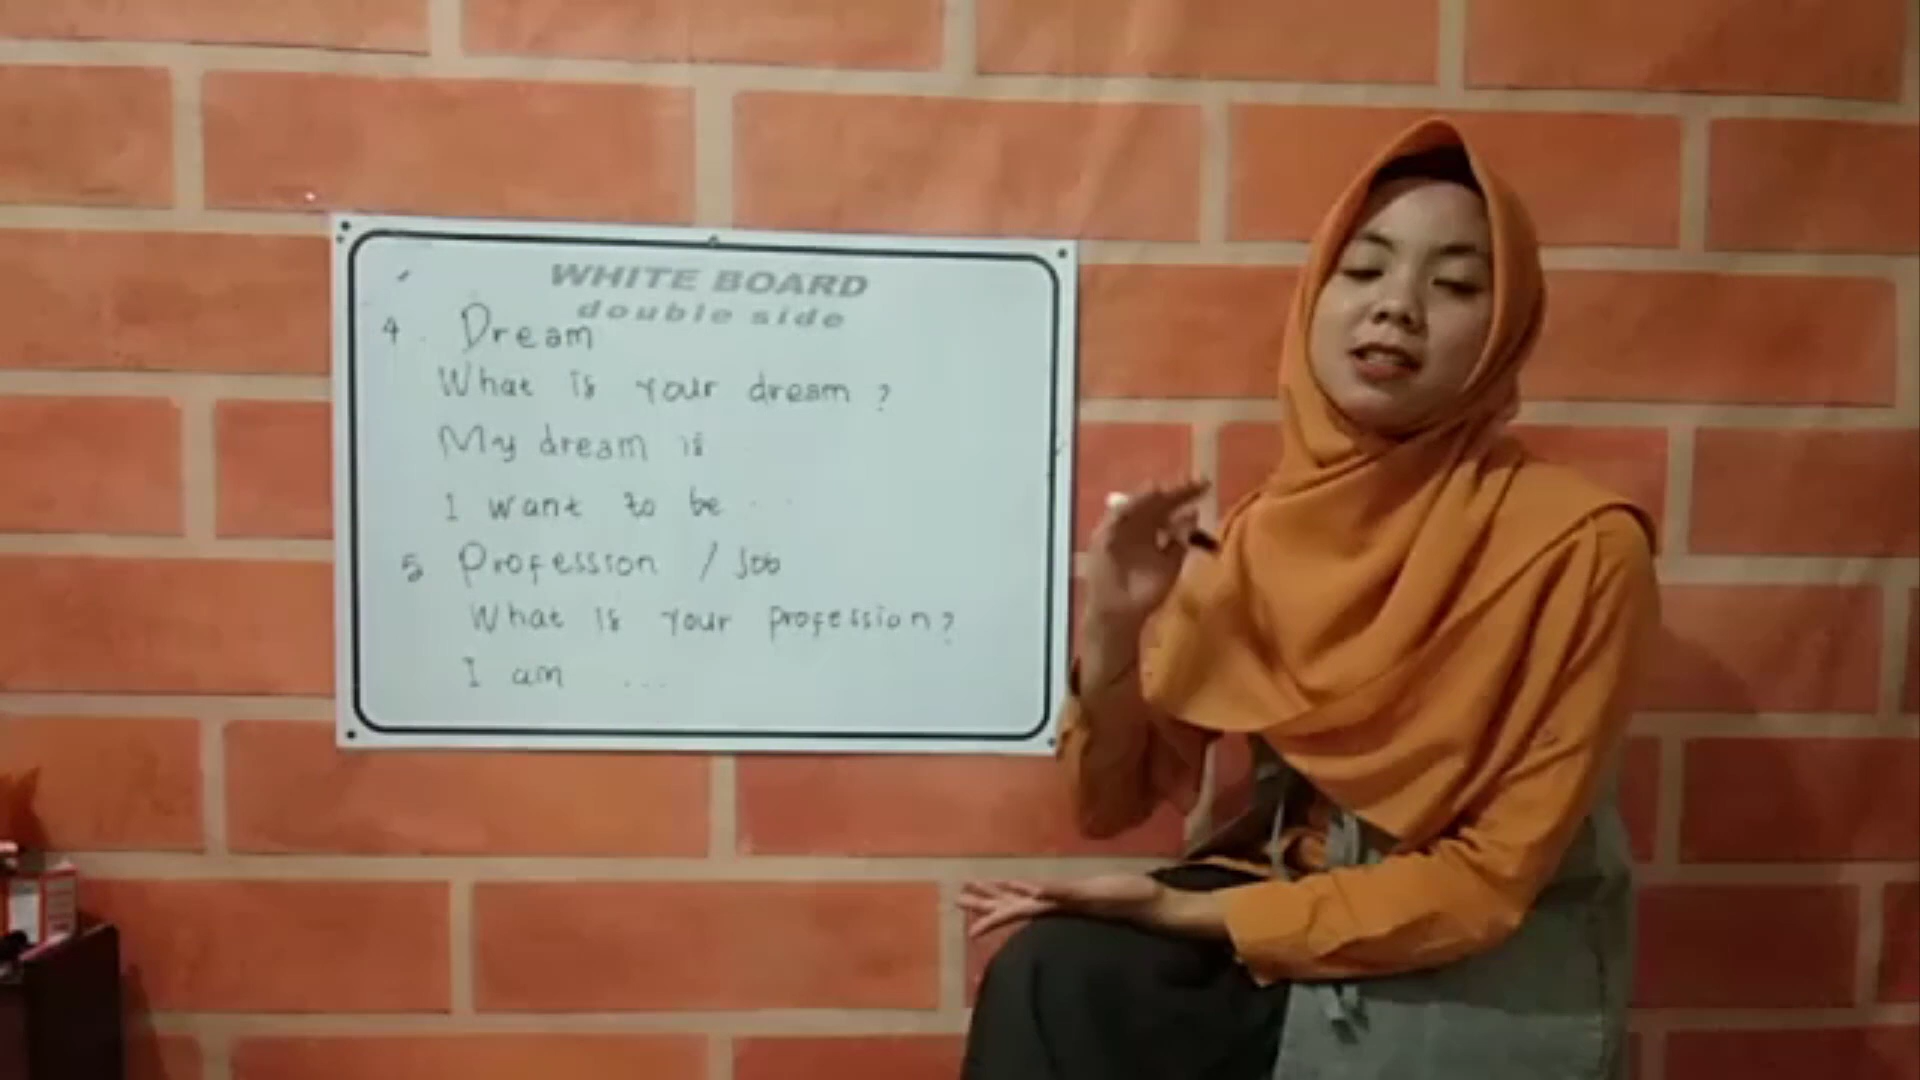 WHITE BOARD
double side
4. Dream
What is your dream?
My dream is
I want to be ...
5 Profession / Job
What is your profession?
I am ...